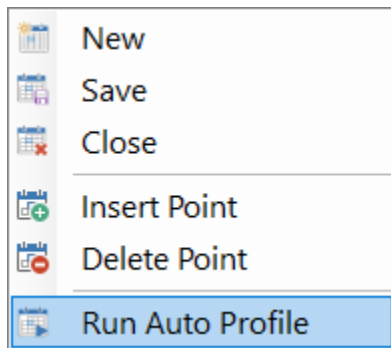 New
Save
Close
Insert Point
Delete Point
Run Auto Profile